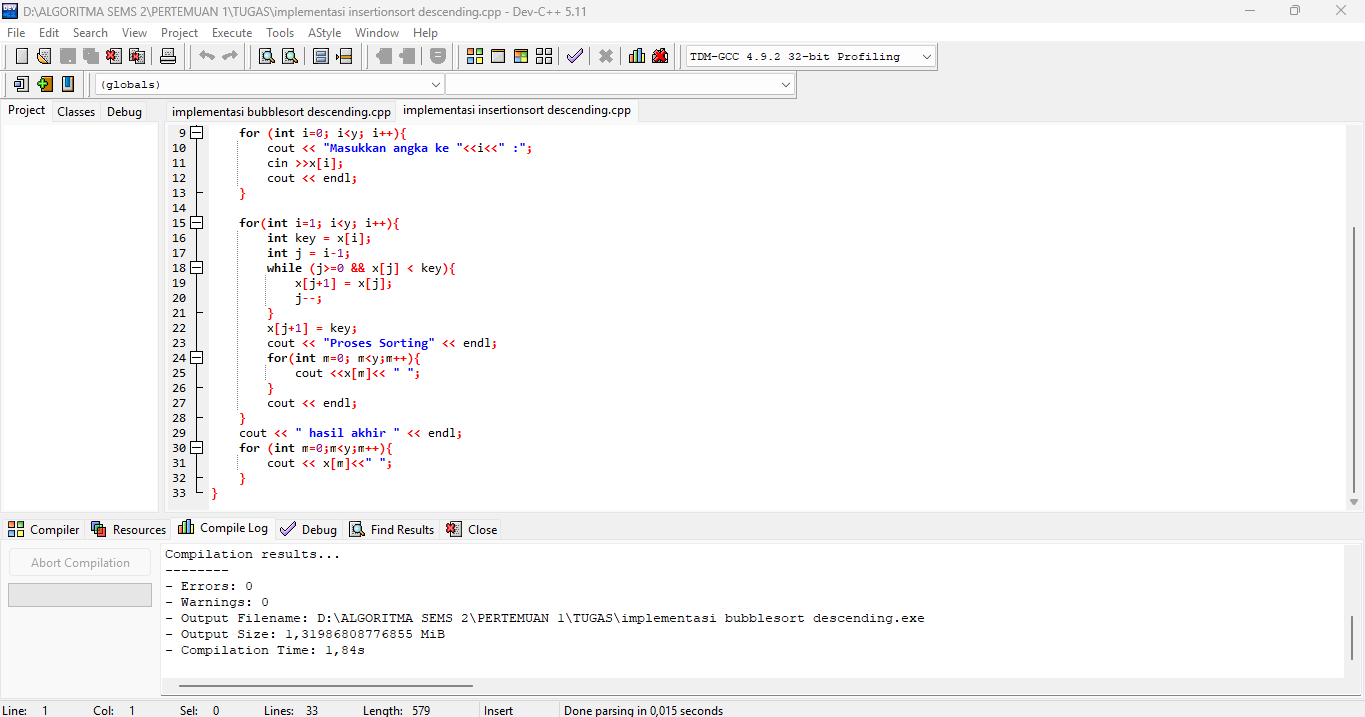 D:\ALGORITMA SEMS 2\PERTEMUAN 1\TUGAS\implementasi insertionsort descending.cpp - Dev-C++ 5.11
File Edit Search View Project Execute Tools AStyle Window Help
TDM-GCC 4.9.2 32-bit Profiling
(globals)
Project Classes Debug
implementasi bubblesort descending.cpp implementasi insertionsort descending.cpp
9 for (int i=0; i<y; i++){
10 cout << "Masukkan angka ke "<<i<<" :";
11 cin >>x[i];
12 cout << endl;
13 }
14
15 for(int i=1; i<y; i++){
16 int key = x[i];
17 int j = i-1;
18 while (j>=0 && x[j] < key){
19 x[j+1] = x[j];
20 j--;
21 }
22 x[j+1] = key;
23 cout << "Proses Sorting" << endl;
24 for(int m=0; m<y;m++){
25 cout <<x[m]<< " ";
26 }
27 cout << endl;
28 }
29 cout << " hasil akhir " << endl;
30 for (int m=0;m<y;m++){
31 cout << x[m]<<" ";
32 }
33 }
Compiler Resources Compile Log Debug Find Results Close
Abort Compilation
Compilation results...
--------
- Errors: 0
- Warnings: 0
- Output Filename: D:\ALGORITMA SEMS 2\PERTEMUAN 1\TUGAS\implementasi bubblesort descending.exe
- Output Size: 1,31986808776855 MiB
- Compilation Time: 1,84s
Line: 1 Col: 1 Sel: 0 Lines: 33 Length: 579 Insert Done parsing in 0,015 seconds